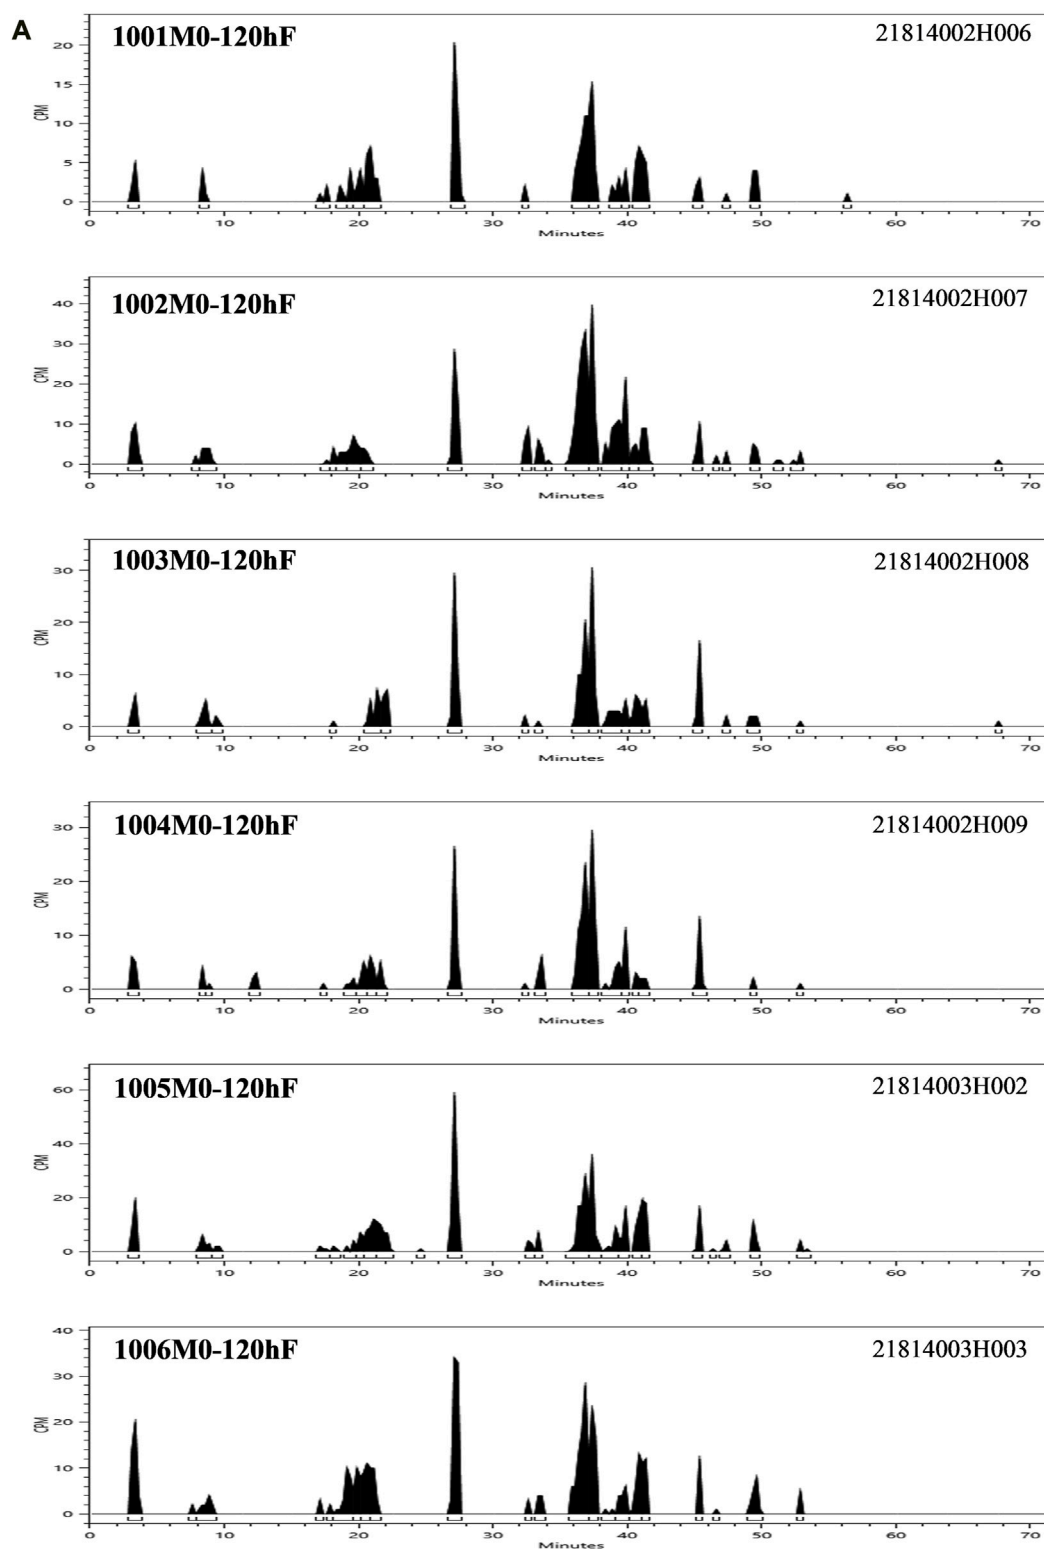 A
1001M0-120hF 21814002H006
CPM
20
15
10
5
0
0 10 20 30 40 50 60 70
Minutes
1002M0-120hF 21814002H007
CPM
40
30
20
10
0
0 10 20 30 40 50 60 70
Minutes
1003M0-120hF 21814002H008
CPM
30
20
10
0
0 10 20 30 40 50 60 70
Minutes
1004M0-120hF 21814002H009
CPM
30
20
10
0
0 10 20 30 40 50 60 70
Minutes
1005M0-120hF 21814003H002
CPM
60
40
20
0
0 10 20 30 40 50 60 70
Minutes
1006M0-120hF 21814003H003
CPM
40
30
20
10
0
0 10 20 30 40 50 60 70
Minutes